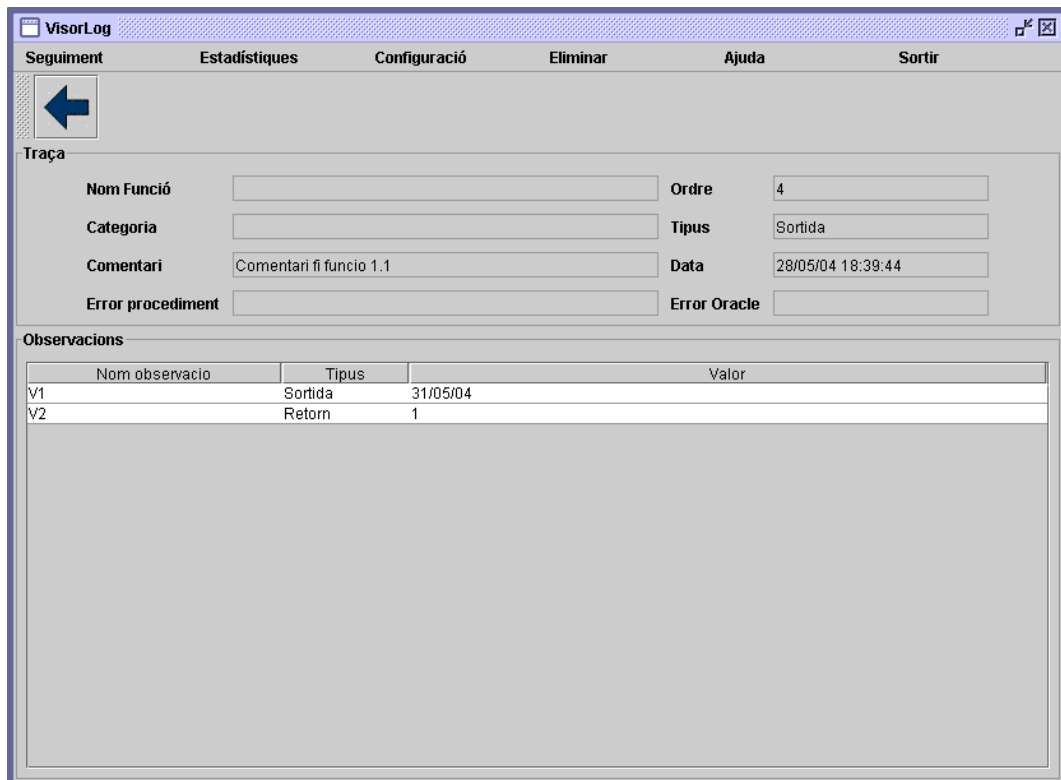 VisorLog
Seguiment Estadístiques Configuració Eliminar Ajuda Sortir
Traça
Nom Funció Ordre 4
Categoria Tipus Sortida
Comentari Comentari fi funcio 1.1 Data 28/05/04 18:39:44
Error procediment Error Oracle
Observacions
Nom observacio Tipus Valor
V1 Sortida 31/05/04
V2 Retorn 1